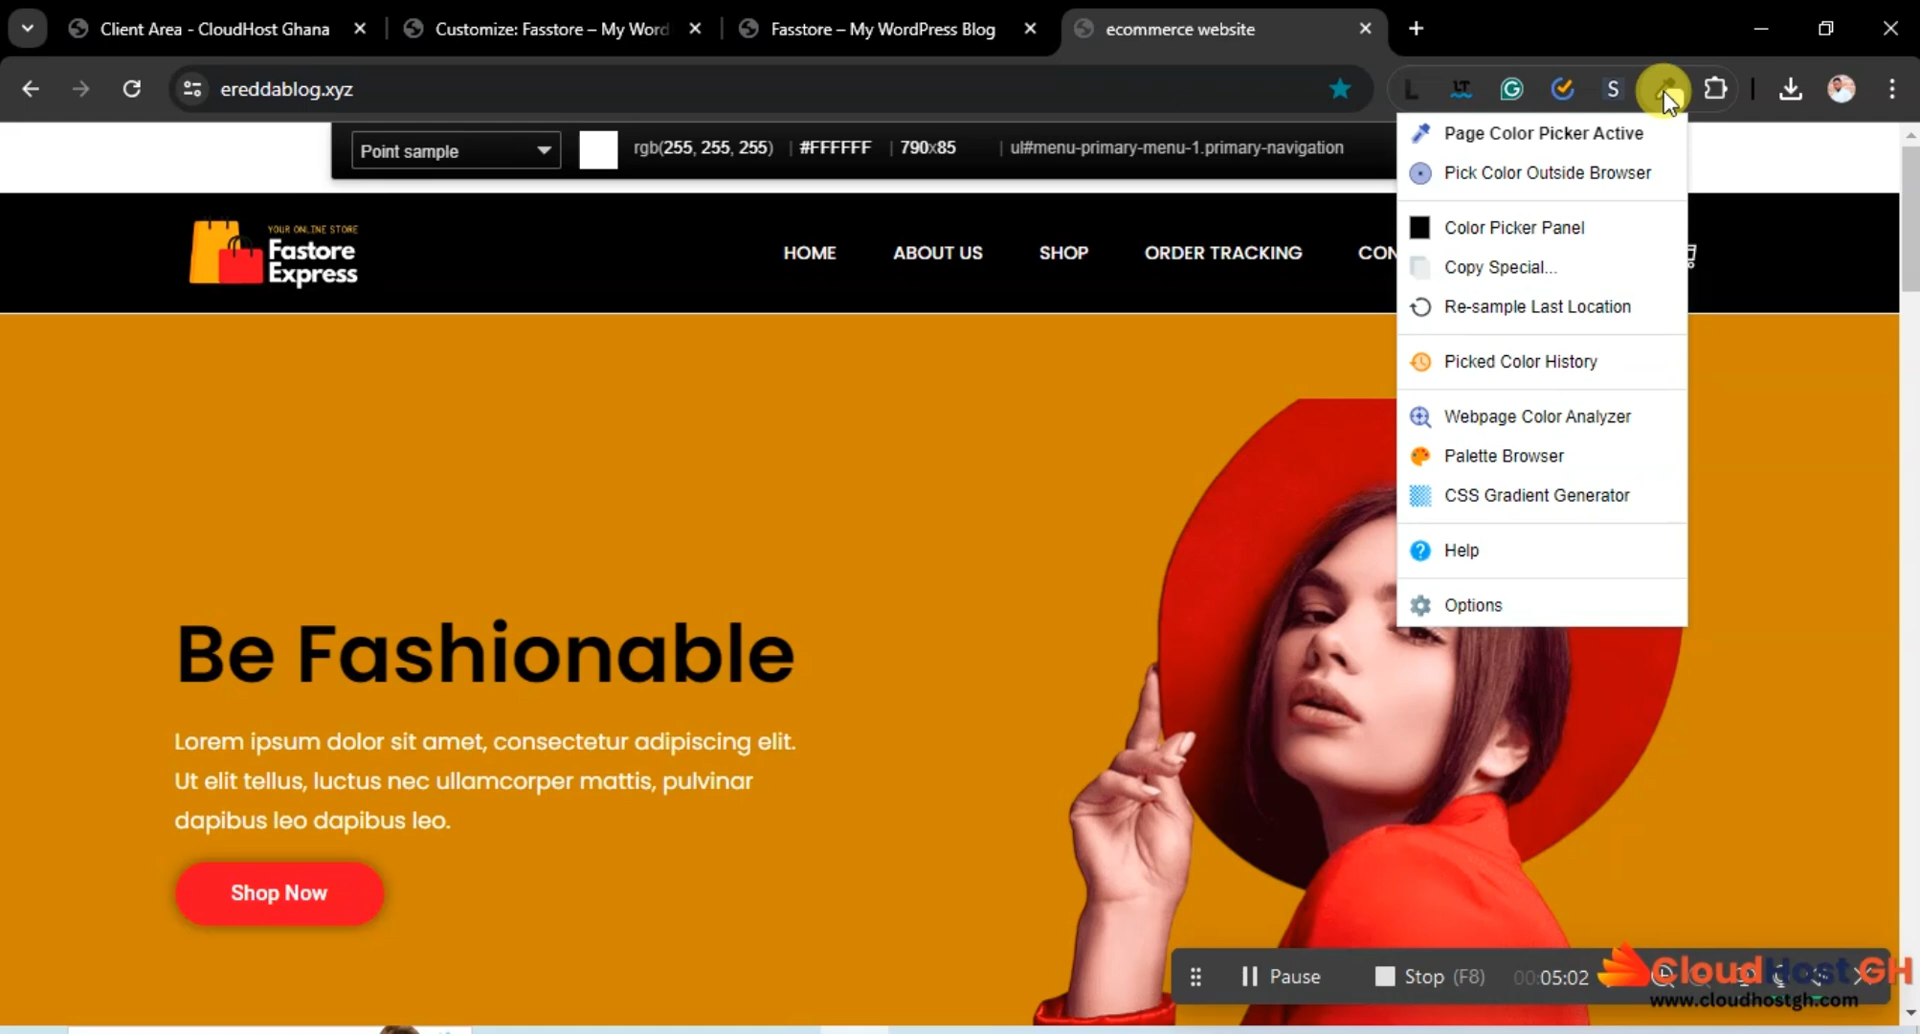 Client Area - CloudHost Ghana
Customize: Fasstore – My Word
Fasstore – My WordPress Blog
ecommerce website
ereddablog.xyz
L
LT
S
Point sample
rgb(255, 255, 255) | #FFFFFF | 790x85 | ul#menu-primary-menu-1.primary-navigation
Page Color Picker Active
Pick Color Outside Browser
Color Picker Panel
Copy Special...
Re-sample Last Location
Picked Color History
Webpage Color Analyzer
Palette Browser
CSS Gradient Generator
Help
Options
YOUR ONLINE STORE
Fastore
Express
HOME
ABOUT US
SHOP
ORDER TRACKING
CON
Be Fashionable
Lorem ipsum dolor sit amet, consectetur adipiscing elit.
Ut elit tellus, luctus nec ullamcorper mattis, pulvinar
dapibus leo dapibus leo.
Shop Now
Pause
Stop (F8)
00:05:02
CloudHost GH
www.cloudhostgh.com